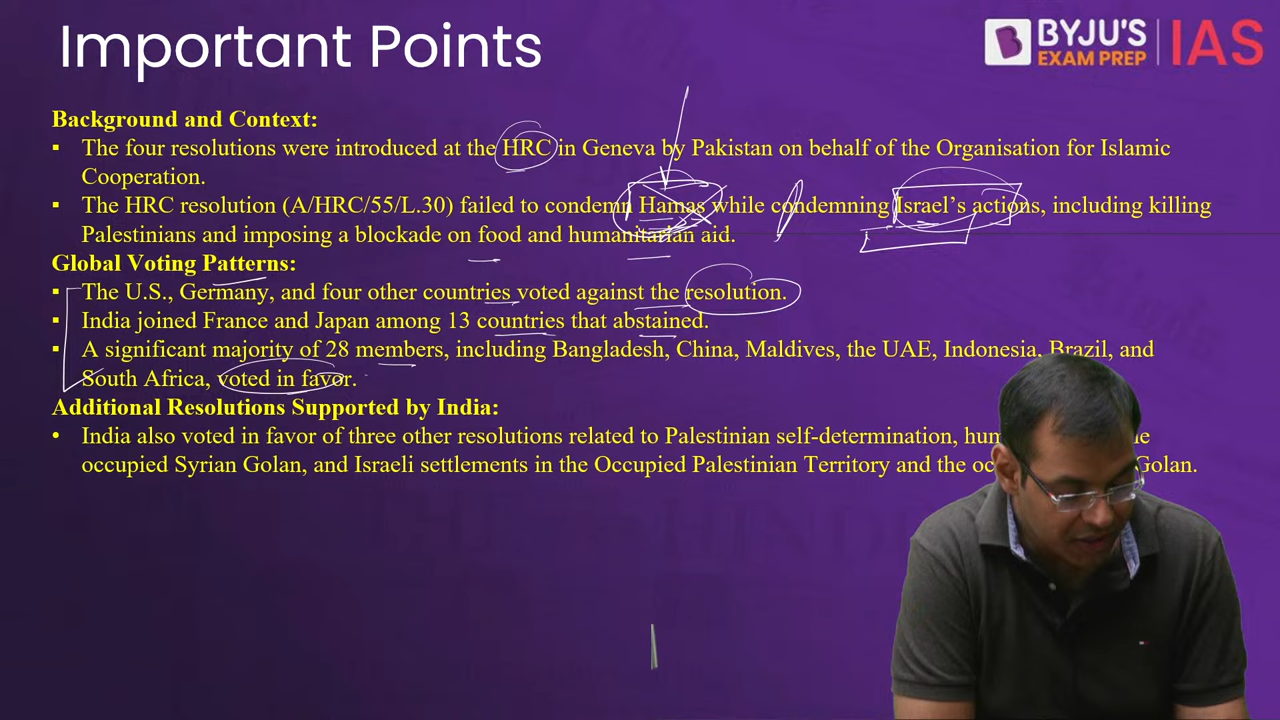 Important Points
BYJU'S
EXAM PREP
IAS
Background and Context:
▪ The four resolutions were introduced at the HRC in Geneva by Pakistan on behalf of the Organisation for Islamic
Cooperation.
▪ The HRC resolution (A/HRC/55/L.30) failed to condemn Hamas while condemning Israel's actions, including killing
Palestinians and imposing a blockade on food and humanitarian aid.
Global Voting Patterns:
▪ The U.S., Germany, and four other countries voted against the resolution.
▪ India joined France and Japan among 13 countries that abstained.
▪ A significant majority of 28 members, including Bangladesh, China, Maldives, the UAE, Indonesia, Brazil, and
South Africa, voted in favor.
Additional Resolutions Supported by India:
• India also voted in favor of three other resolutions related to Palestinian self-determination,
occupied Syrian Golan, and Israeli settlements in the Occupied Palestinian Territory and the Golan.